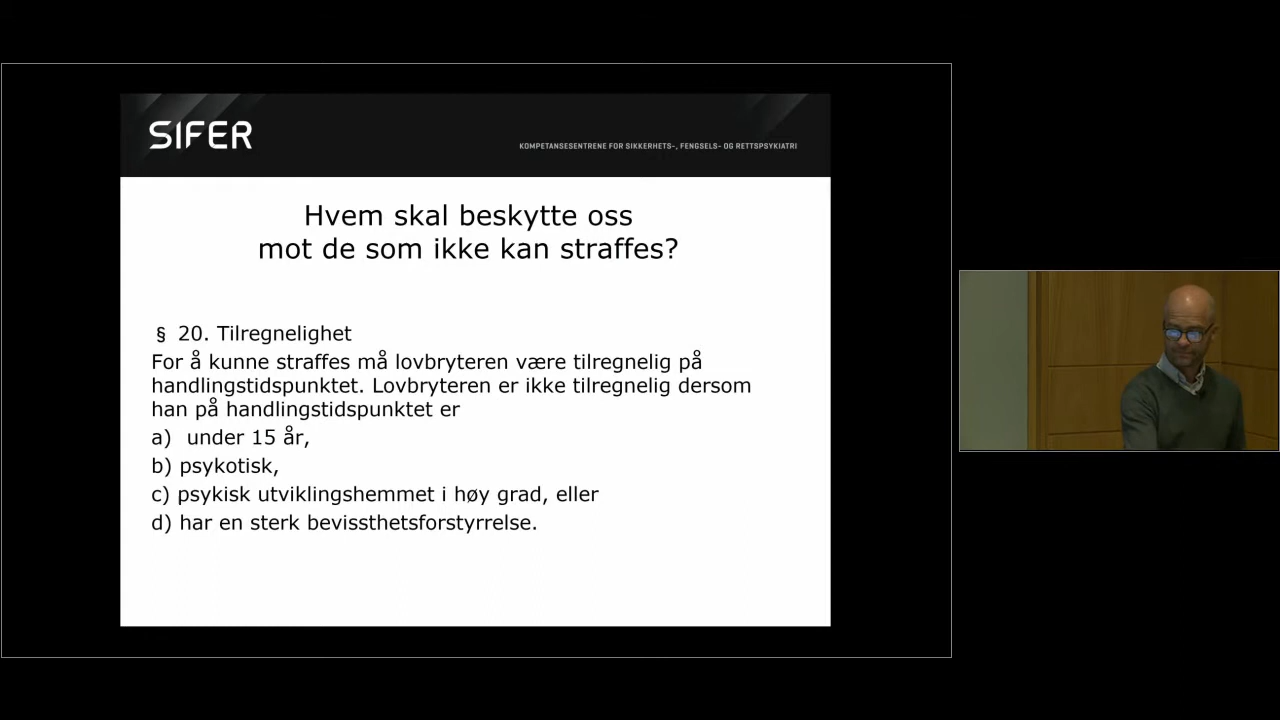 SIFER
KOMPETANSESENTRENE FOR SIKKERHETS-, FENGSELS- OG RETTSPSYKIATRI
Hvem skal beskytte oss
mot de som ikke kan straffes?
§ 20. Tilregnelighet
For å kunne straffes må lovbryteren være tilregnelig på
handlingstidspunktet. Lovbryteren er ikke tilregnelig dersom
han på handlingstidspunktet er
a) under 15 år,
b) psykotisk,
c) psykisk utviklingshemmet i høy grad, eller
d) har en sterk bevissthetsforstyrrelse.